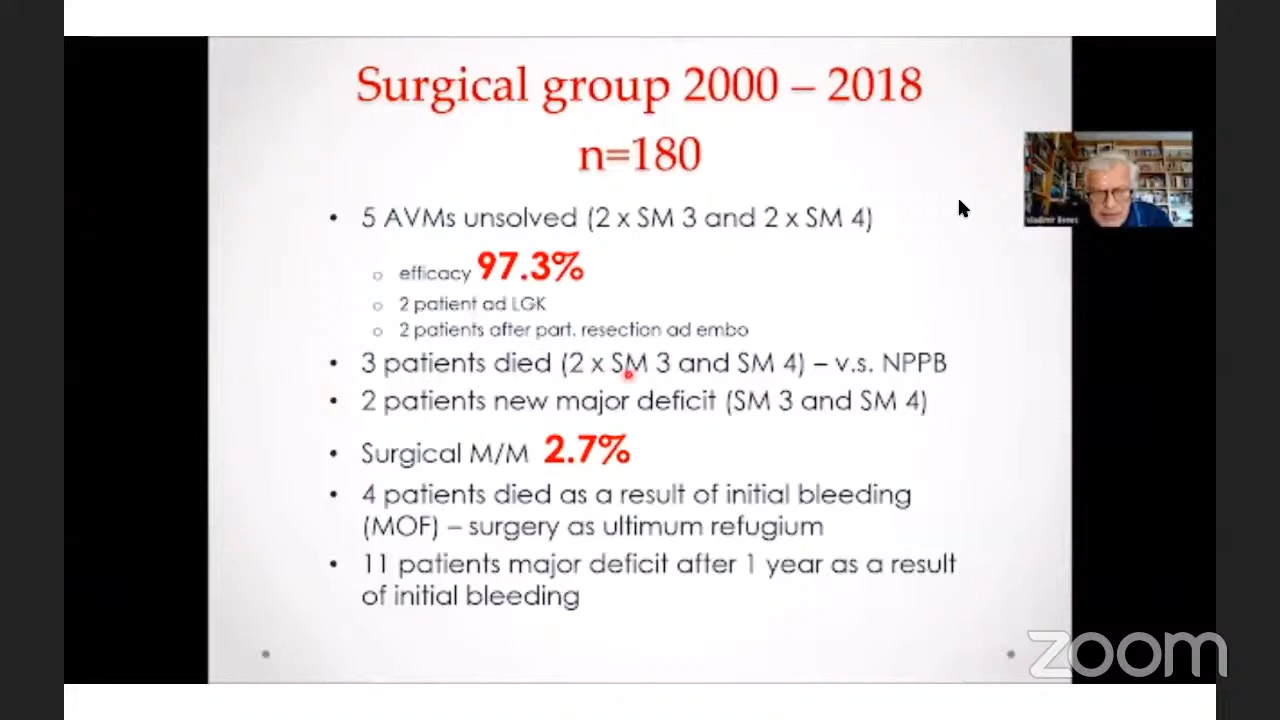 Surgical group 2000 – 2018
n=180
• 5 AVMs unsolved (2 x SM 3 and 2 x SM 4)
o efficacy 97.3%
o 2 patient ad LGK
o 2 patients after part. resection ad embo
• 3 patients died (2 x SM 3 and SM 4) – v.s. NPPB
• 2 patients new major deficit (SM 3 and SM 4)
• Surgical M/M 2.7%
• 4 patients died as a result of initial bleeding
(MOF) – surgery as ultimum refugium
• 11 patients major deficit after 1 year as a result
of initial bleeding
Vladimir Benes
zoom